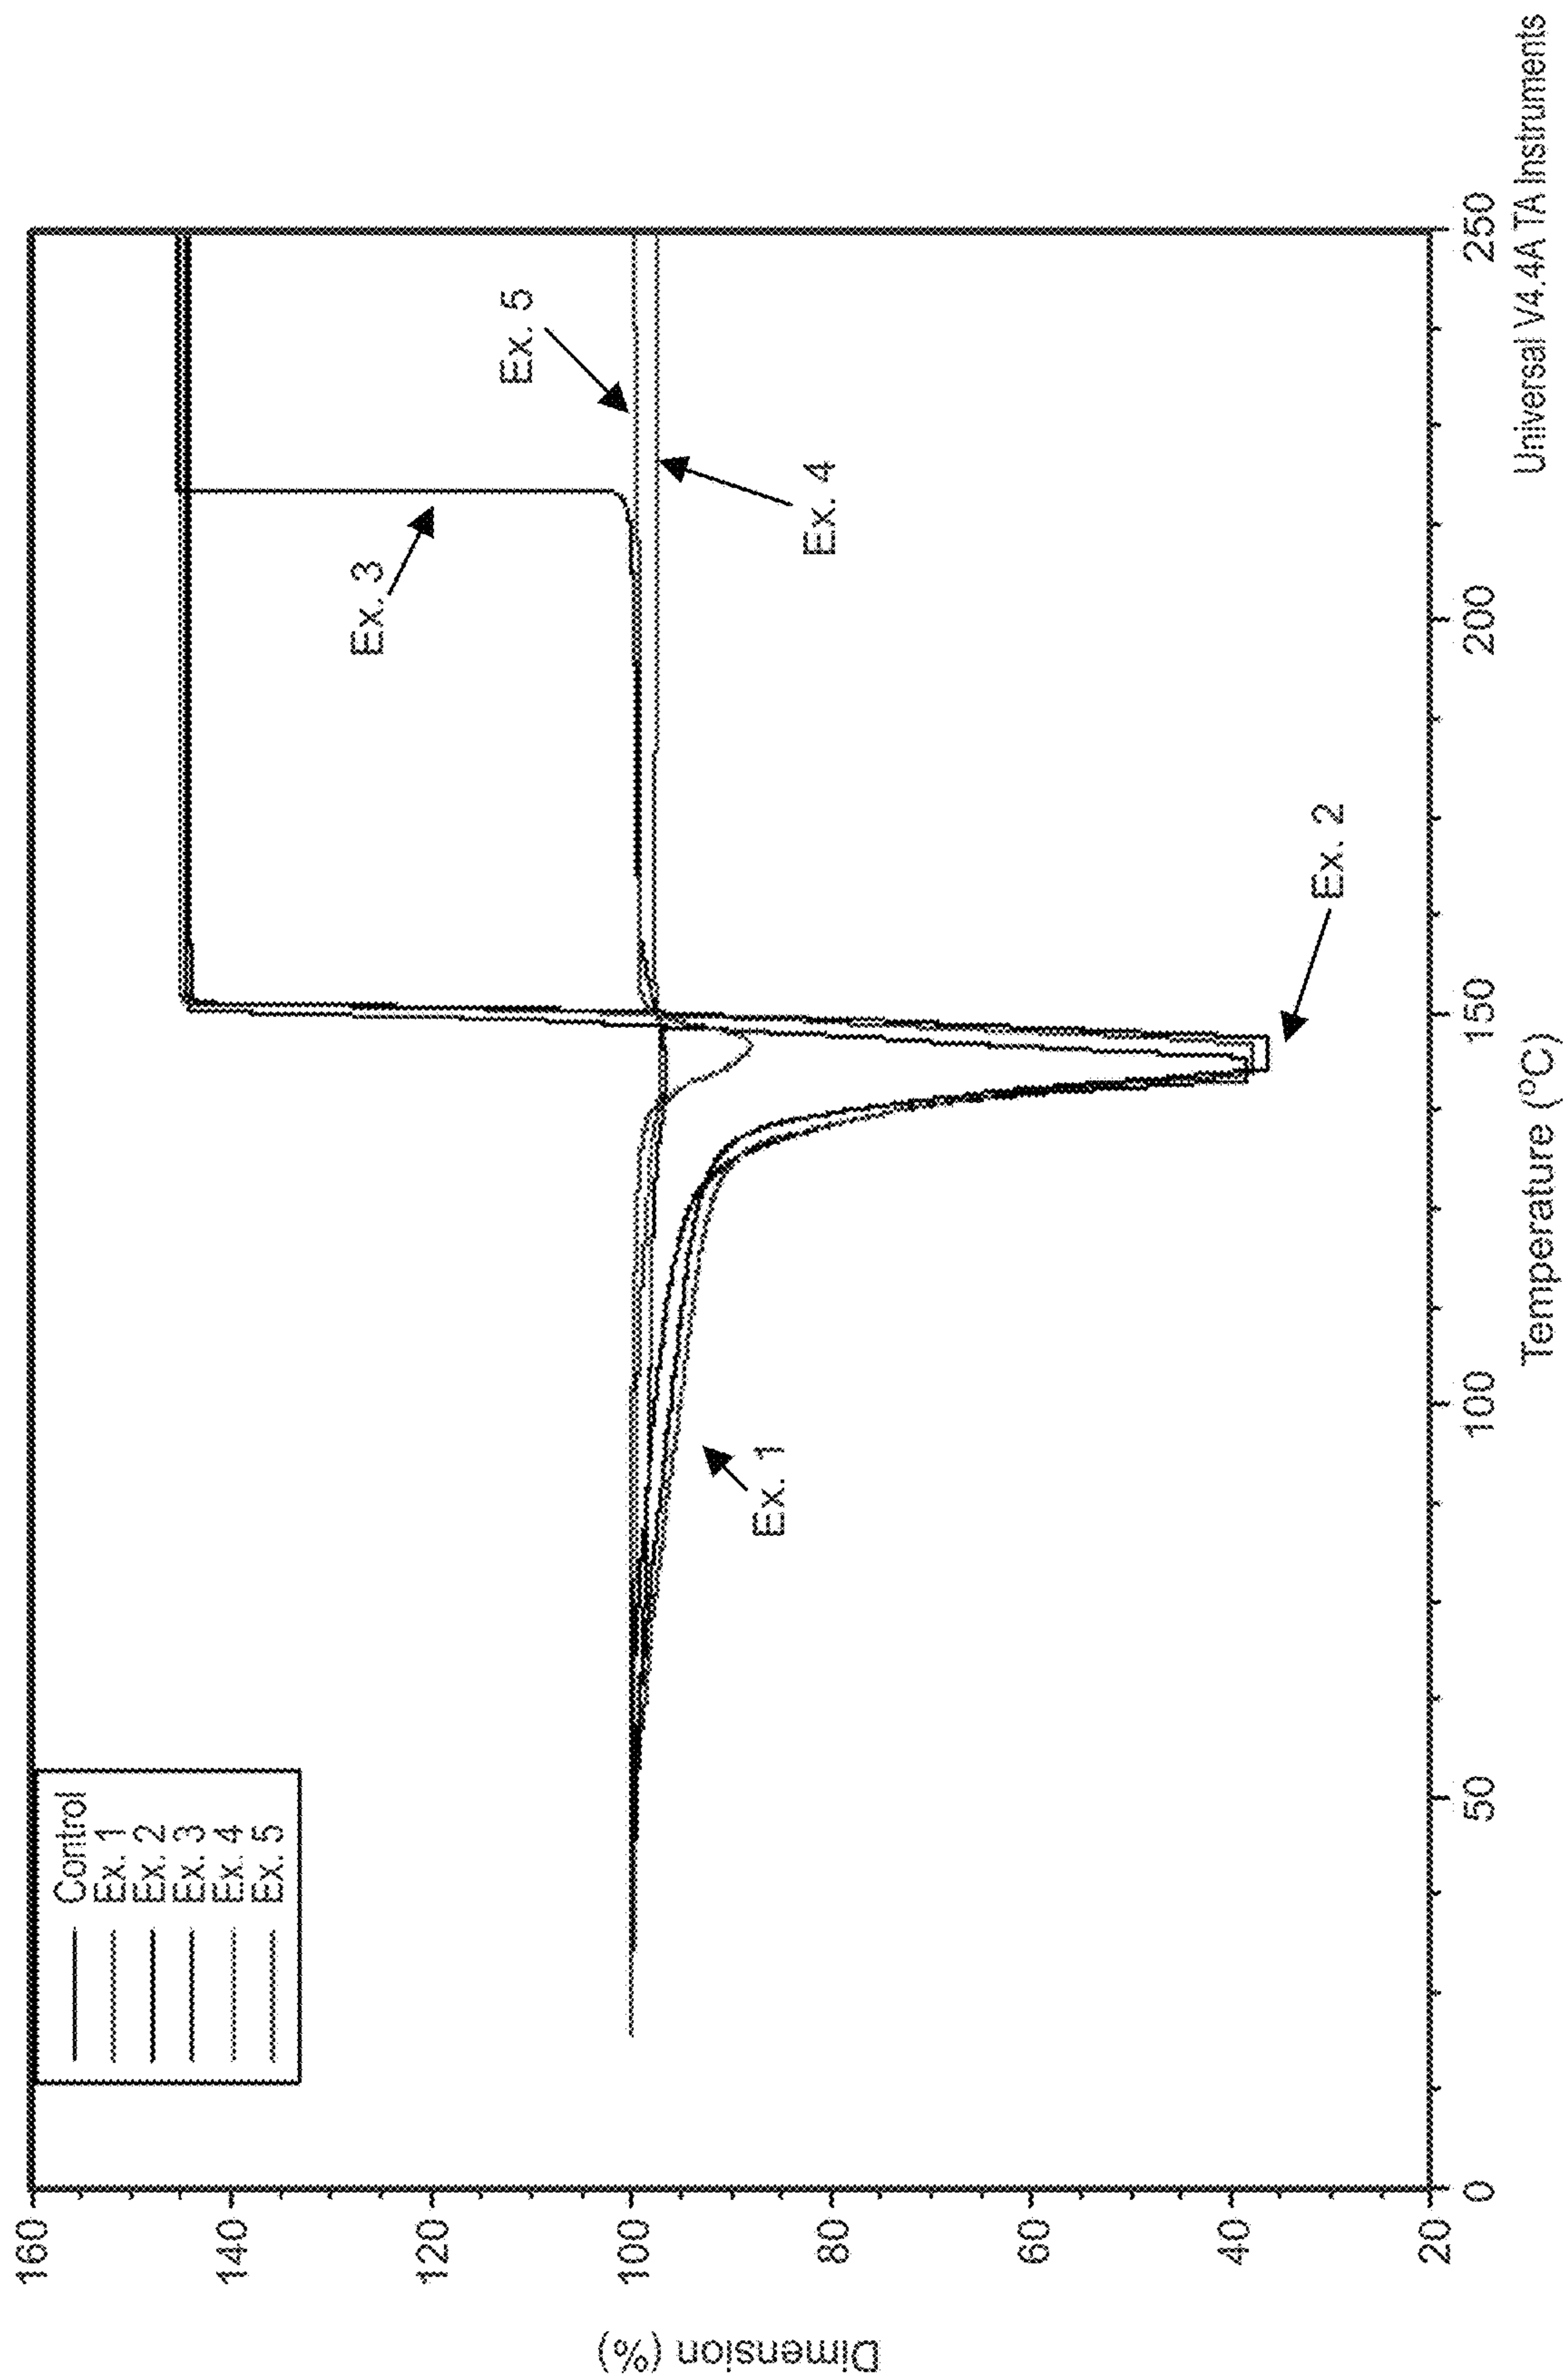 Control
Ex. 1
Ex. 2
Ex. 3
Ex. 4
Ex. 5
Ex. 3
Ex. 5
Ex. 4
Ex. 1
Ex. 2
160
140
120
100
80
60
40
20
Dimension (%)
0
50
100
150
200
250
Temperature (°C)
Universal V4.4A TA Instruments